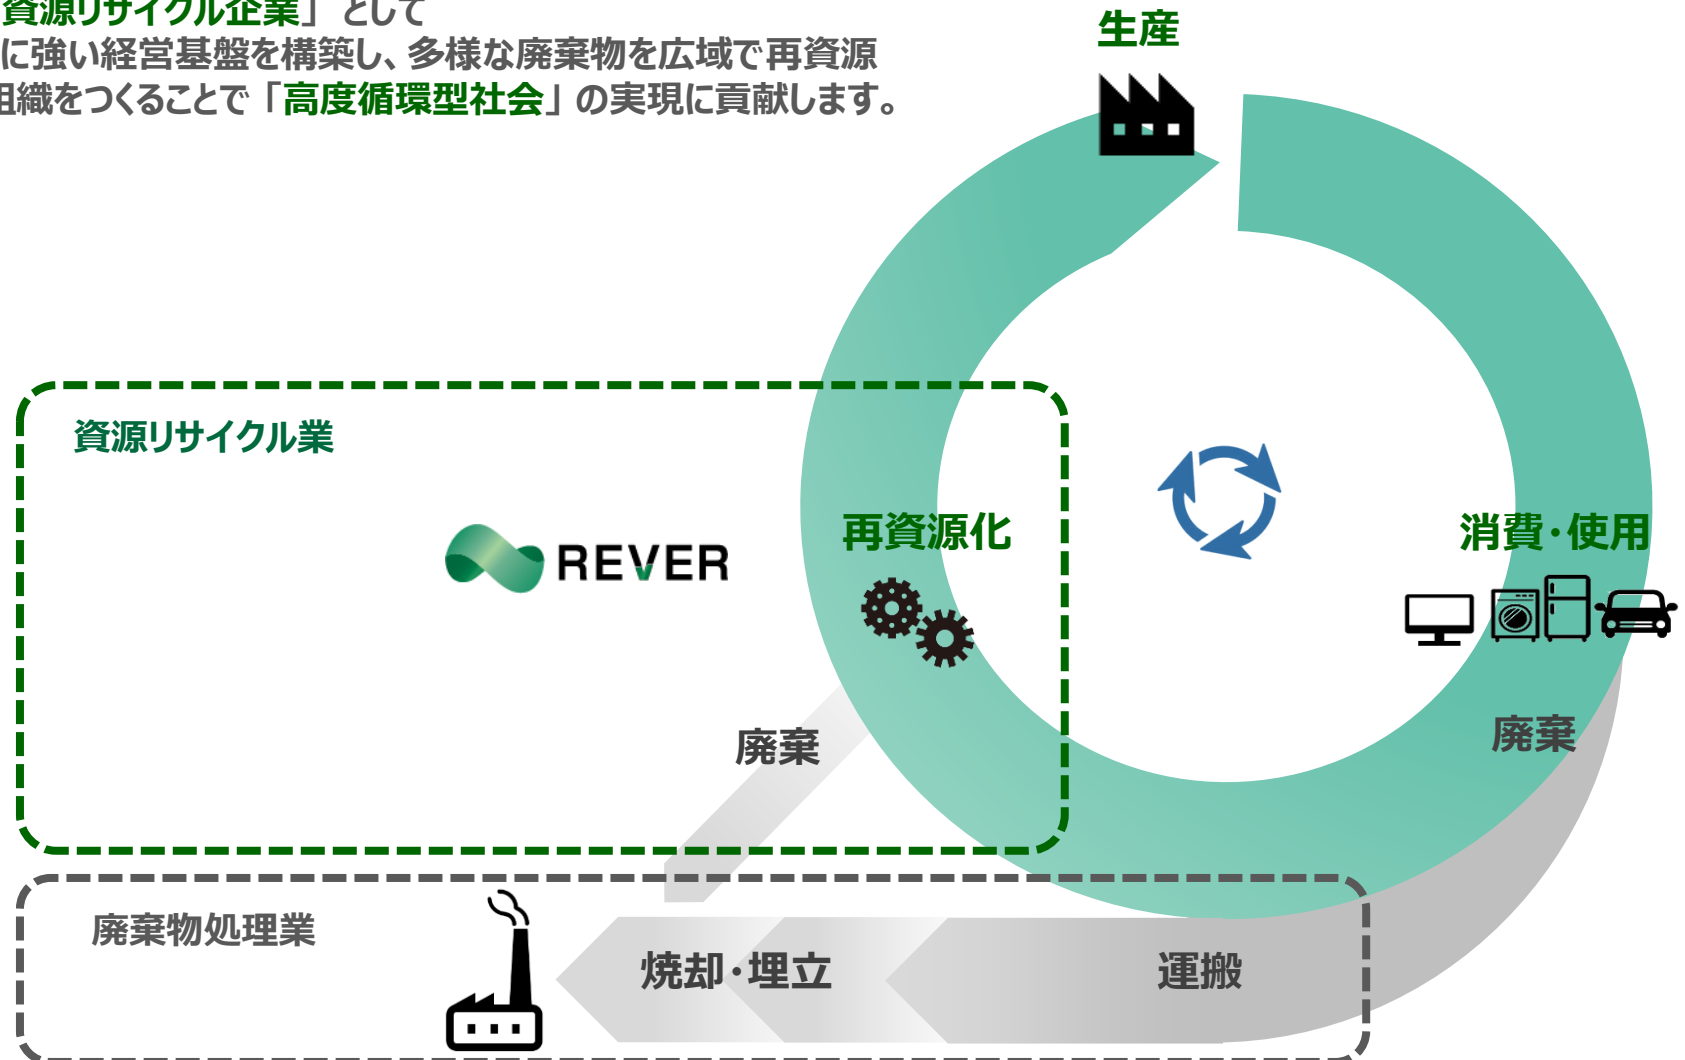 資源リサイクル企業」として
に強い経営基盤を構築し、多様な廃棄物を広域で再資源
組織をつくることで「高度循環型社会」の実現に貢献します。
生産
資源リサイクル業
REVER
再資源化
消費・使用
廃棄
廃棄
廃棄物処理業
焼却・埋立
運搬